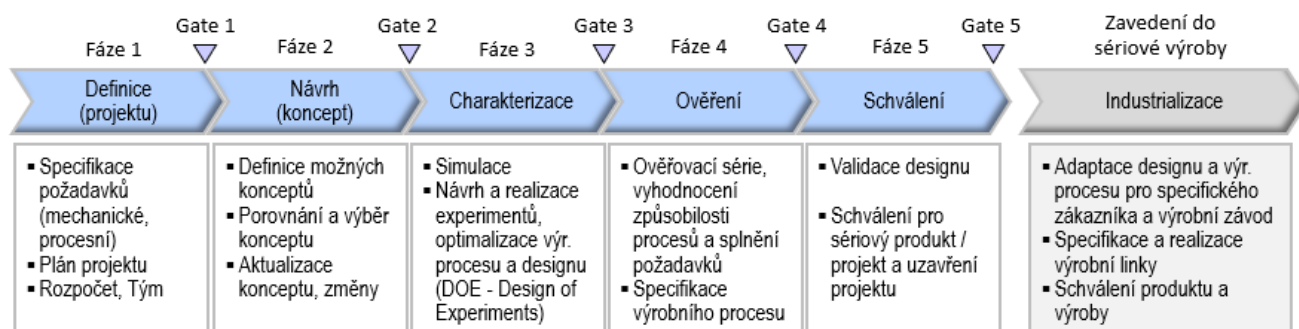 Fáze 1
Gate 1
Fáze 2
Gate 2
Fáze 3
Gate 3
Fáze 4
Gate 4
Fáze 5
Gate 5
Zavedení do
sériové výroby
Definice
(projektu)
Návrh
(koncept)
Charakterizace
Ověření
Schválení
Industrializace
▪ Specifikace
požadavků
(mechanické,
procesní)
▪ Plán projektu
▪ Rozpočet, Tým
▪ Definice možných
konceptů
▪ Porovnání a výběr
konceptu
▪ Aktualizace
konceptu, změny
▪ Simulace
▪ Návrh a realizace
experimentů,
optimalizace výr.
procesu a designu
(DOE - Design of
Experiments)
▪ Ověřovací série,
vyhodnocení
způsobilosti
procesů a splnění
požadavků
▪ Specifikace
výrobního procesu
▪ Validace designu
▪ Schválení pro
sériový produkt /
projekt a uzavření
projektu
▪ Adaptace designu a výr.
procesu pro specifického
zákazníka a výrobní závod
▪ Specifikace a realizace
výrobní linky
▪ Schválení produktu a
výroby